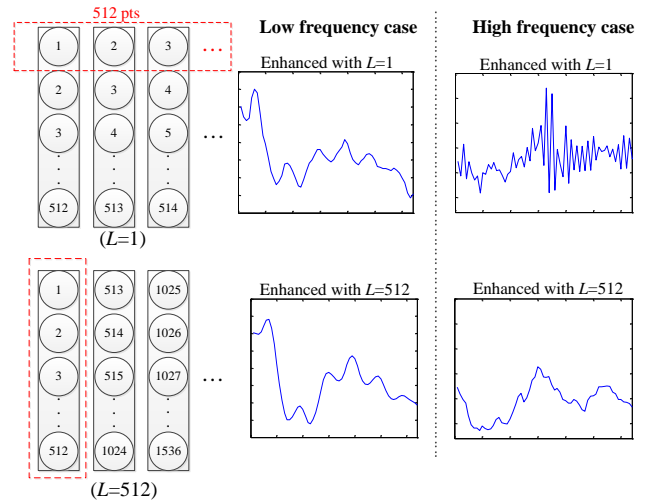 512 pts
Low frequency case
High frequency case
1 2 3 ...
Enhanced with L=1
Enhanced with L=1
2 3 4
3 4 5 ...
512 513 514
(L=1)
Enhanced with L=512
Enhanced with L=512
1 513 1025
2 514 1026
3 515 1027 ...
512 1024 1536
(L=512)